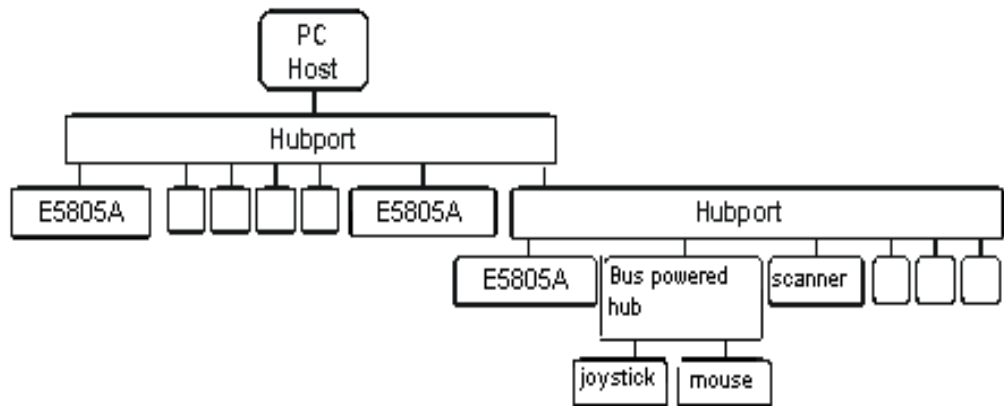 PC
Host
Hubport
E5805A
E5805A
Hubport
E5805A
Bus powered
hub
scanner
joystick
mouse